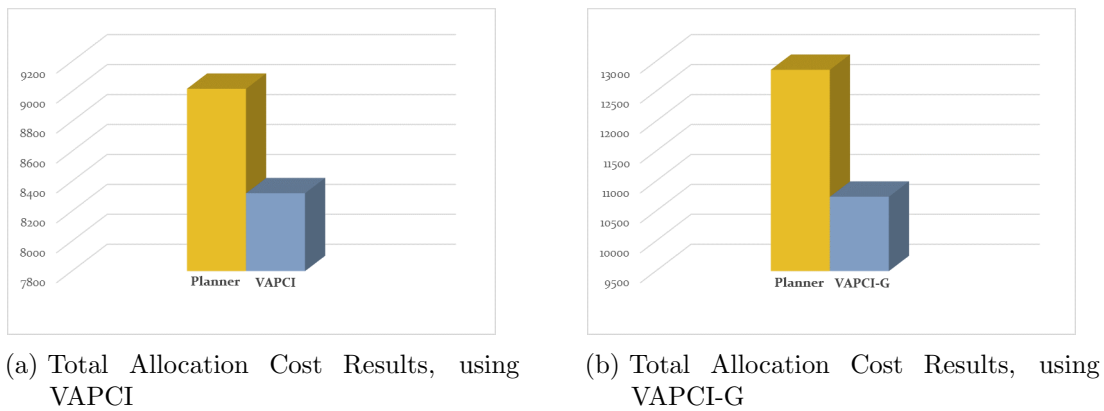 9200
9000
8800
8600
8400
8200
8000
7800
Planner VAPCI
(a) Total Allocation Cost Results, using
VAPCI
13000
12500
12000
11500
11000
10500
10000
9500
Planner VAPCI-G
(b) Total Allocation Cost Results, using
VAPCI-G